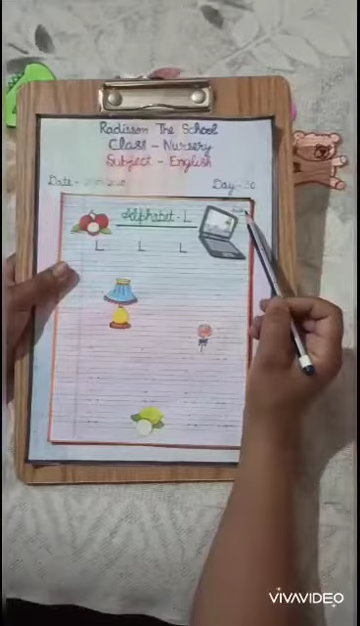 Radisson The School
Class - Nursery
Subject - English
Date -
Day - 30
Alphabet - L
L L L
VIVAVIDEO